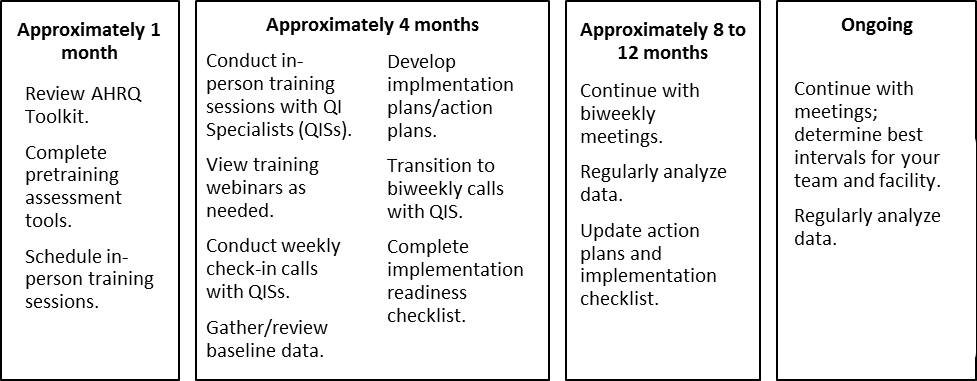 Approximately 1
month
Review AHRQ
Toolkit.
Complete
pretraining
assessment
tools.
Schedule in-
person training
sessions.
Approximately 4 months
Conduct in-
person training
sessions with QI
Specialists (QISs).
View training
webinars as
needed.
Conduct weekly
check-in calls
with QISs.
Gather/review
baseline data.
Develop
implmentation
plans/action
plans.
Transition to
biweekly calls
with QIS.
Complete
implementation
readiness
checklist.
Approximately 8 to
12 months
Continue with
biweekly
meetings.
Regularly analyze
data.
Update action
plans and
implementation
checklist.
Ongoing
Continue with
meetings;
determine best
intervals for your
team and facility.
Regularly analyze
data.